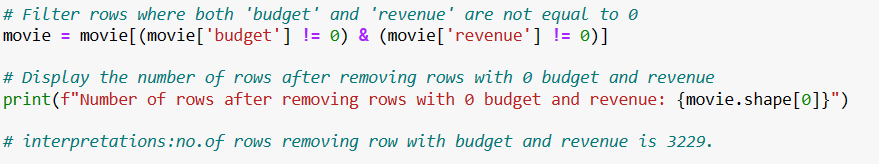 # Filter rows where both 'budget' and 'revenue' are not equal to 0
movie = movie[(movie['budget'] != 0) & (movie['revenue'] != 0)]
# Display the number of rows after removing rows with 0 budget and revenue
print(f"Number of rows after removing rows with 0 budget and revenue: {movie.shape[0]}")
# interpretations:no.of rows removing row with budget and revenue is 3229.